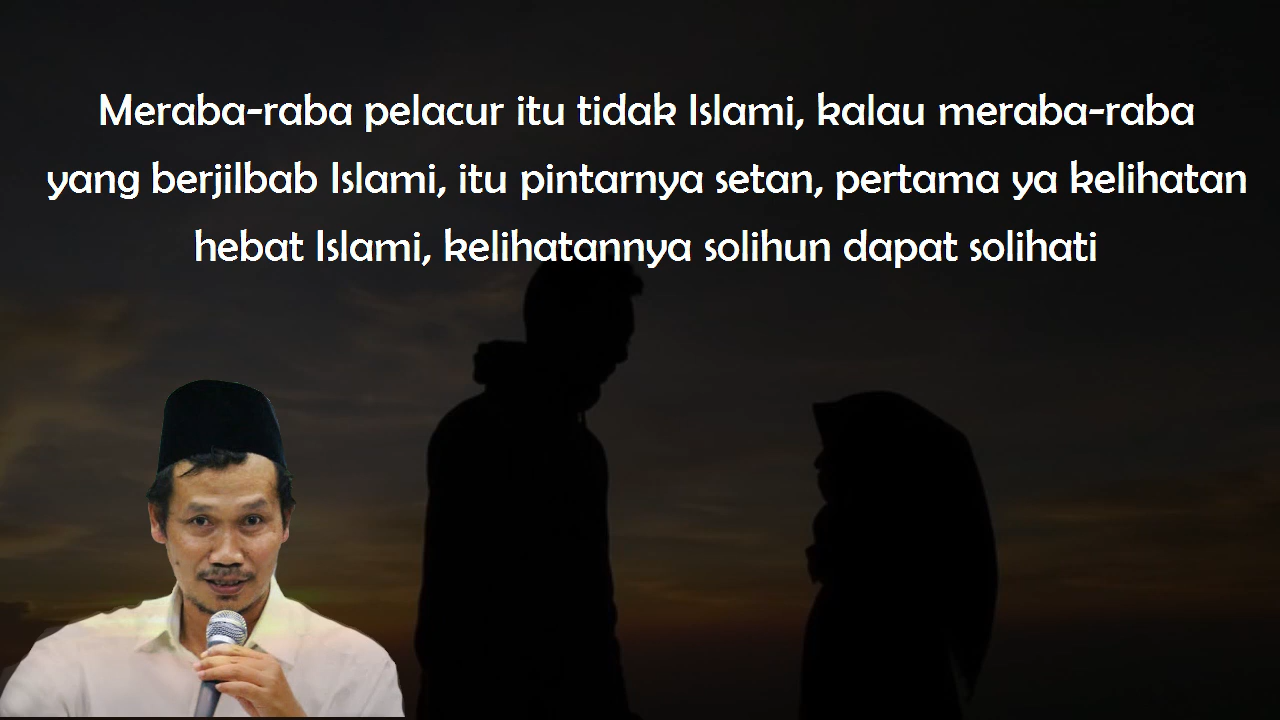 Meraba-raba pelacur itu tidak Islami, kalau meraba-raba
yang berjilbab Islami, itu pintarnya setan, pertama ya kelihatan
hebat Islami, kelihatannya solihun dapat solihati